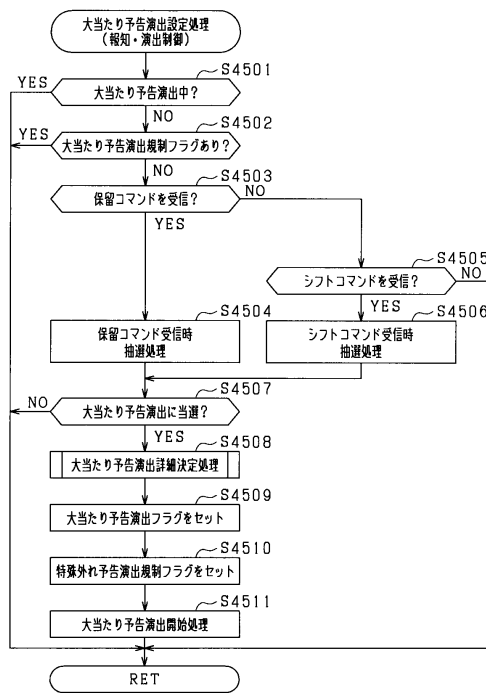 大当たり予告演出設定処理
(報知・演出制御)
S4501
YES
大当たり予告演出中?
NO
S4502
YES
大当たり予告演出規制フラグあり?
NO
S4503
保留コマンドを受信?
NO
YES
S4505
シフトコマンドを受信?
NO
YES
S4504
保留コマンド受信時
抽選処理
S4506
シフトコマンド受信時
抽選処理
S4507
NO
大当たり予告演出に当選?
YES
S4508
大当たり予告演出詳細決定処理
S4509
大当たり予告演出フラグをセット
S4510
特殊外れ予告演出規制フラグをセット
S4511
大当たり予告演出開始処理
RET